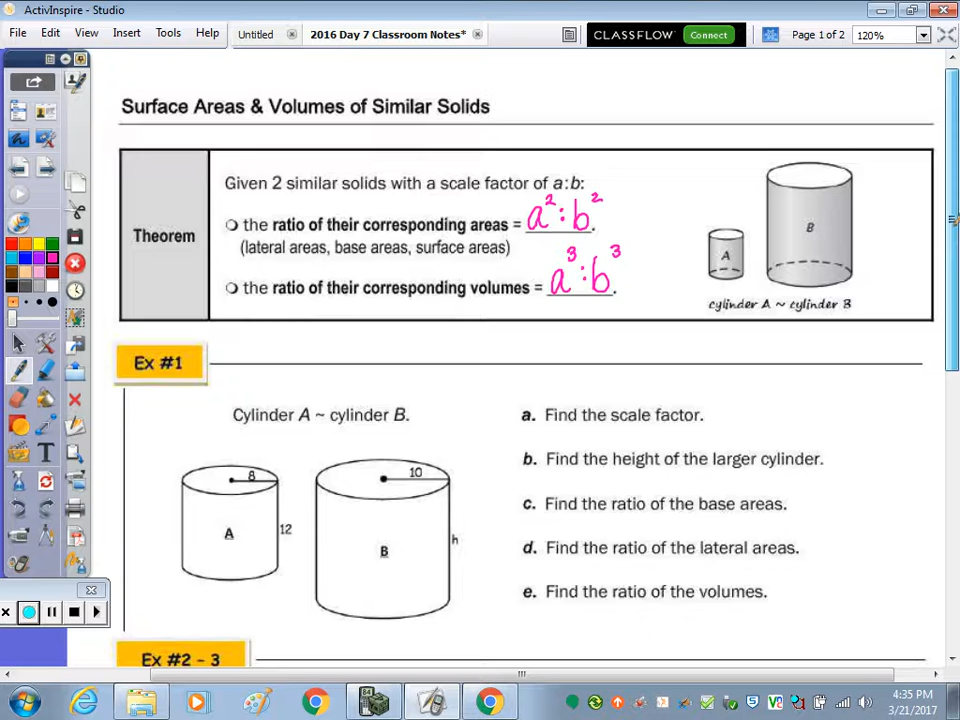 ActivInspire - Studio
File Edit View Insert Tools Help Untitled 2016 Day 7 Classroom Notes* CLASSFLOW Connect Page 1 of 2 120%
Surface Areas & Volumes of Similar Solids
Theorem
Given 2 similar solids with a scale factor of a:b:
the ratio of their corresponding areas = a²:b².
(lateral areas, base areas, surface areas)
the ratio of their corresponding volumes = a³:b³.
A
B
cylinder A ~ cylinder B
Ex #1
Cylinder A ~ cylinder B.
8
A
12
10
B
h
a. Find the scale factor.
b. Find the height of the larger cylinder.
c. Find the ratio of the base areas.
d. Find the ratio of the lateral areas.
e. Find the ratio of the volumes.
Ex #2 - 3
4:35 PM
3/21/2017